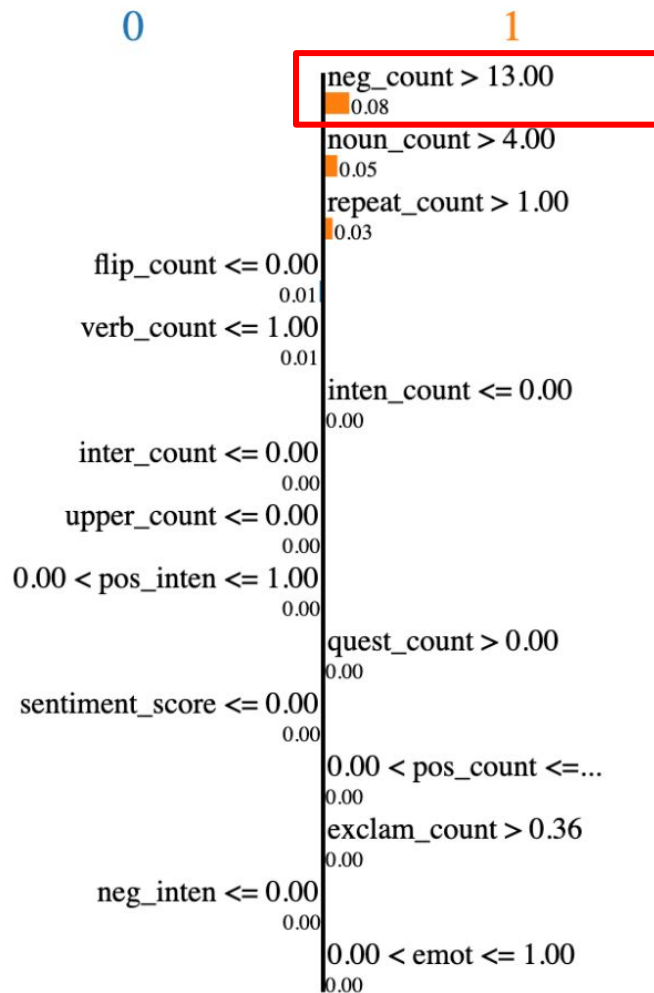 0 1
neg_count > 13.00
0.08
noun_count > 4.00
0.05
repeat_count > 1.00
0.03
flip_count <= 0.00
0.01
verb_count <= 1.00
0.01
inten_count <= 0.00
0.00
inter_count <= 0.00
0.00
upper_count <= 0.00
0.00
0.00 < pos_inten <= 1.00
0.00
quest_count > 0.00
0.00
sentiment_score <= 0.00
0.00
0.00 < pos_count <=...
0.00
exclam_count > 0.36
0.00
neg_inten <= 0.00
0.00
0.00 < emot <= 1.00
0.00